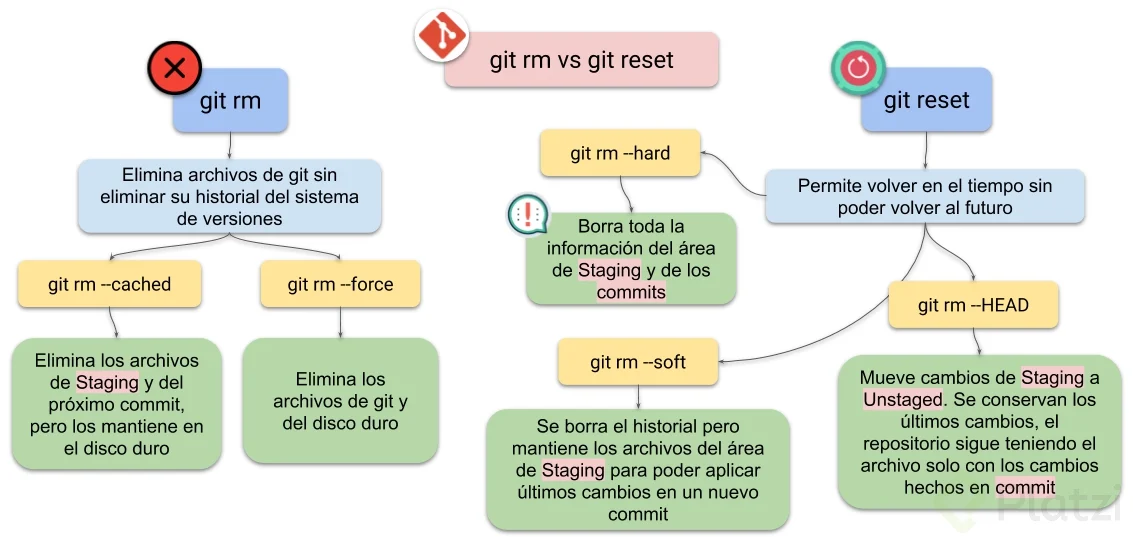 git rm vs git reset
git rm
Elimina archivos de git sin
eliminar su historial del sistema
de versiones
git rm --cached
Elimina los archivos
de Staging y del
próximo commit,
pero los mantiene en
el disco duro
git rm --force
Elimina los
archivos de git y
del disco duro
git reset
Permite volver en el tiempo sin
poder volver al futuro
git rm --hard
Borra toda la
información del área
de Staging y de los
commits
git rm --soft
Se borra el historial pero
mantiene los archivos del área
de Staging para poder aplicar
últimos cambios en un nuevo
commit
git rm --HEAD
Mueve cambios de Staging a
Unstaged. Se conservan los
últimos cambios, el
repositorio sigue teniendo el
archivo solo con los cambios
hechos en commit
Platzi